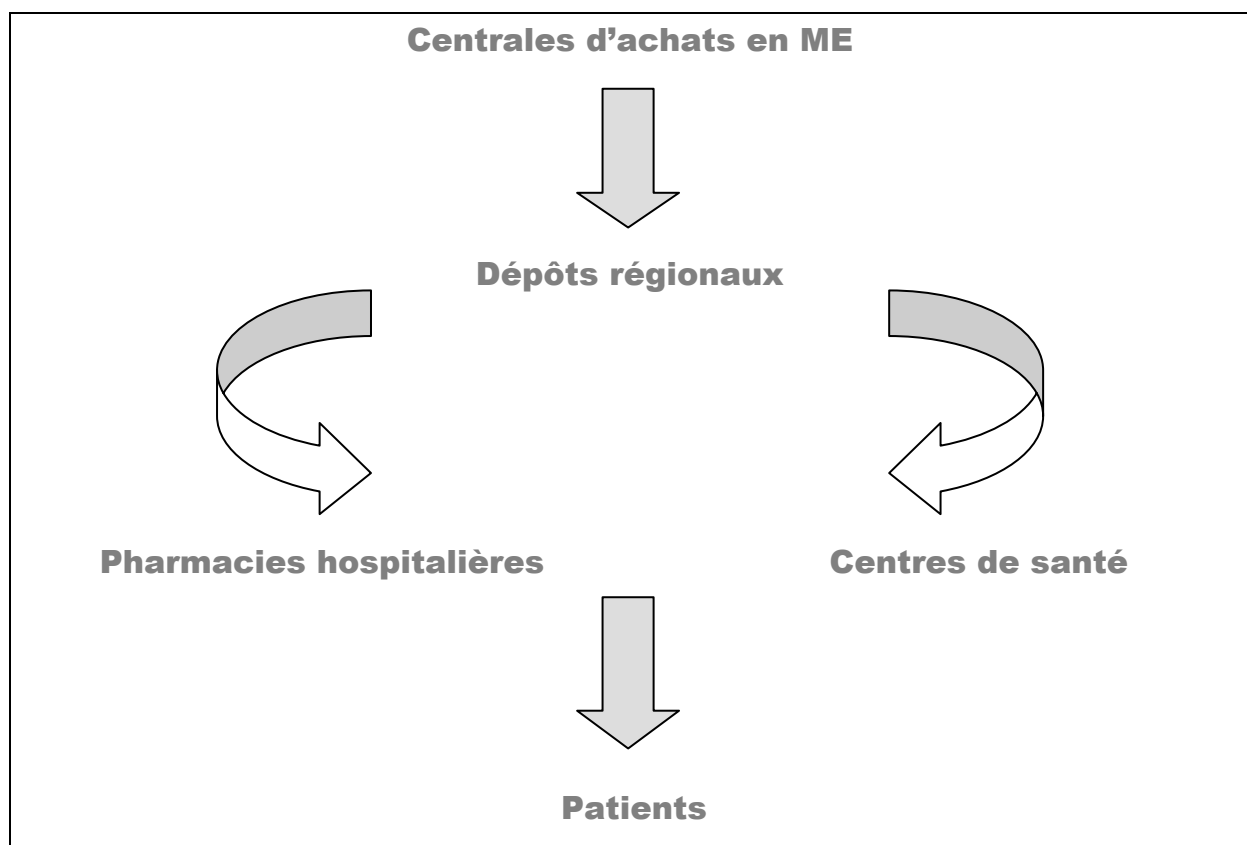 Centrales d’achats en ME
Dépôts régionaux
Pharmacies hospitalières
Centres de santé
Patients